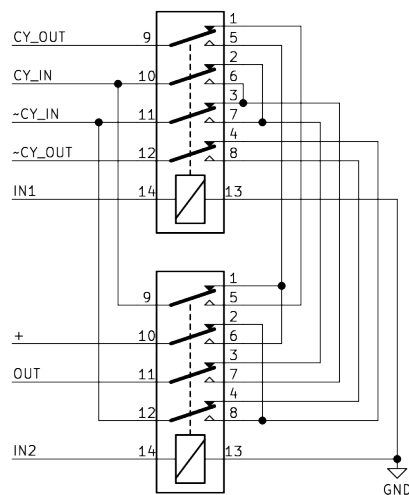 1
CY_OUT 9 5
2
CY_IN 10 6
3
~CY_IN 11 7
4
~CY_OUT 12 8
IN1 14 13
1
9 5
2
+ 10 6
3
OUT 11 7
4
12 8
IN2 14 13
GND